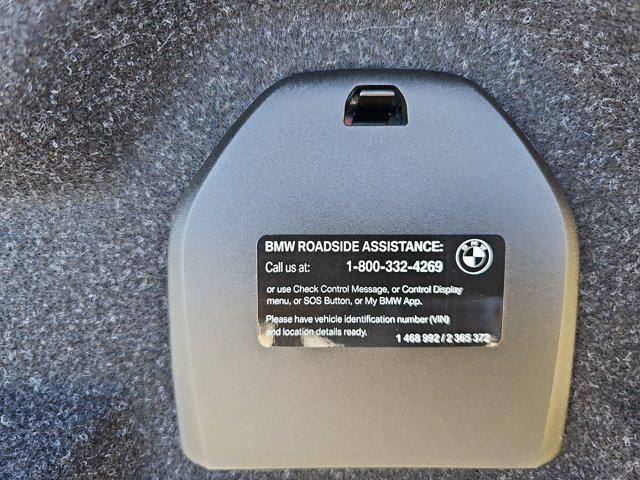 BMW ROADSIDE ASSISTANCE:
Call us at: 1-800-332-4269
or use Check Control Message, or Control Display
menu, or SOS Button, or My BMW App.
Please have vehicle identification number (VIN)
and location details ready.
1 468 992 / 2 365 372
BMW